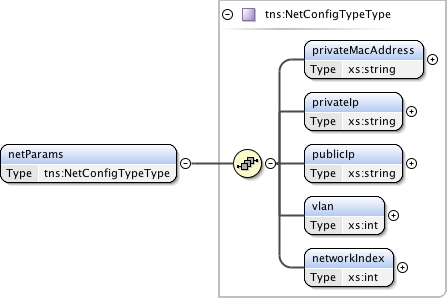 tns:NetConfigTypeType
privateMacAddress
Type xs:string
privateIp
Type xs:string
netParams
Type tns:NetConfigTypeType
publicIp
Type xs:string
vlan
Type xs:int
networkIndex
Type xs:int